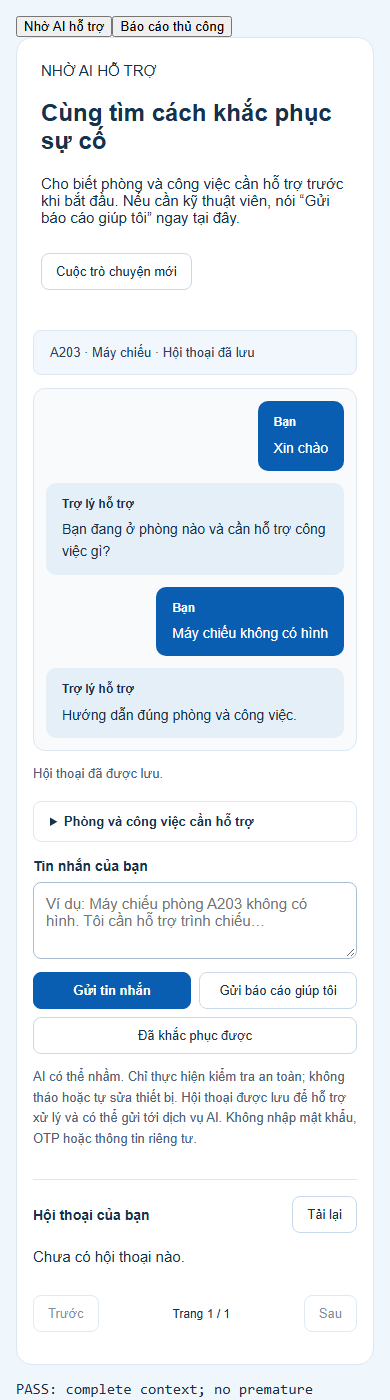 Nhờ AI hỗ trợ Báo cáo thủ công
NHỜ AI HỖ TRỢ
Cùng tìm cách khắc phục
sự cố
Cho biết phòng và công việc cần hỗ trợ trước
khi bắt đầu. Nếu cần kỹ thuật viên, nói “Gửi
báo cáo giúp tôi” ngay tại đây.
Cuộc trò chuyện mới
A203 · Máy chiếu · Hội thoại đã lưu
Bạn
Xin chào
Trợ lý hỗ trợ
Bạn đang ở phòng nào và cần hỗ trợ công
việc gì?
Bạn
Máy chiếu không có hình
Trợ lý hỗ trợ
Hướng dẫn đúng phòng và công việc.
Hội thoại đã được lưu.
▶ Phòng và công việc cần hỗ trợ
Tin nhắn của bạn
Ví dụ: Máy chiếu phòng A203 không có
hình. Tôi cần hỗ trợ trình chiếu...
Gửi tin nhắn Gửi báo cáo giúp tôi
Đã khắc phục được
AI có thể nhầm. Chỉ thực hiện kiểm tra an toàn; không
tháo hoặc tự sửa thiết bị. Hội thoại được lưu để hỗ trợ
xử lý và có thể gửi tới dịch vụ AI. Không nhập mật khẩu,
OTP hoặc thông tin riêng tư.
Hội thoại của bạn Tải lại
Chưa có hội thoại nào.
Trước Trang 1 / 1 Sau
PASS: complete context; no premature